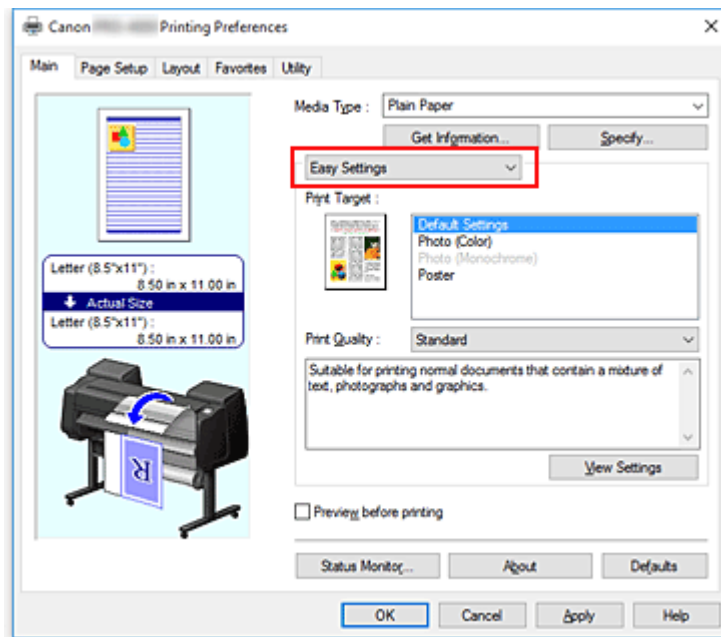 Canon Printing Preferences
Main Page Setup Layout Favorites Utility
Media Type : Plain Paper
Get Information... Specify...
Easy Settings
Print Target :
Default Settings
Photo (Color)
Photo (Monochrome)
Poster
Letter (8.5"x11") :
8.50 in x 11.00 in
Actual Size
Letter (8.5"x11") :
8.50 in x 11.00 in
Print Quality : Standard
Suitable for printing normal documents that contain a mixture of
text, photographs and graphics.
R
View Settings
Preview before printing
Status Monitor... About Defaults
OK Cancel Apply Help